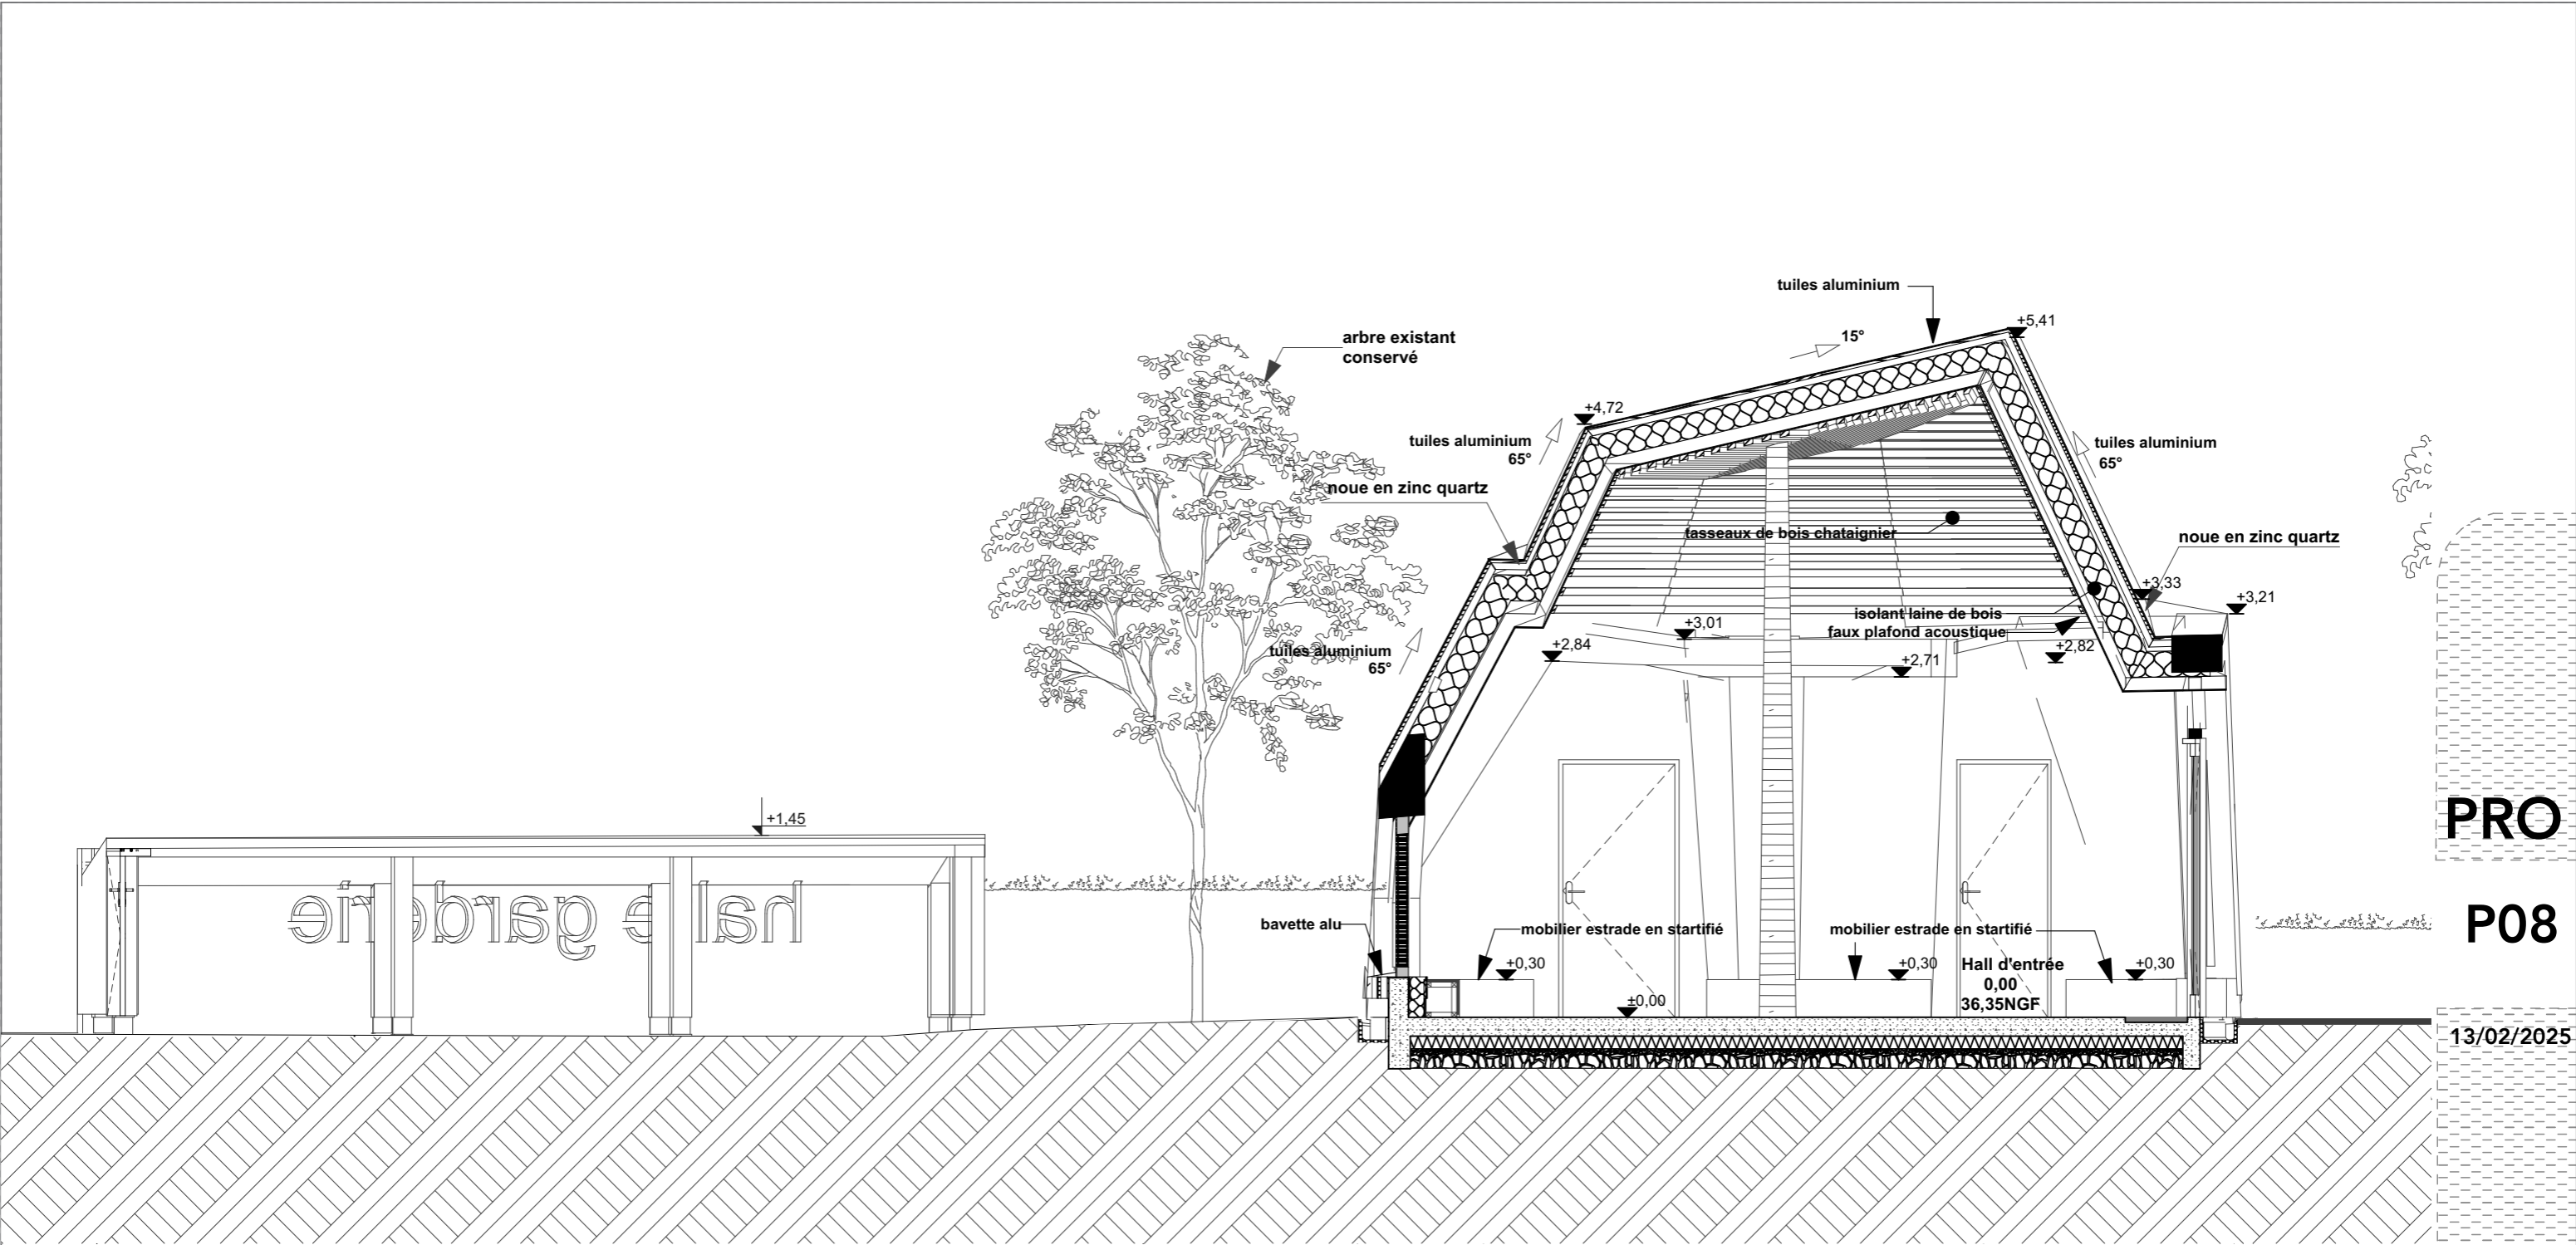 tuiles aluminium
+5,41
15°
arbre existant
conservé
+4,72
tuiles aluminium
65°
tuiles aluminium
65°
noue en zinc quartz
tasseaux de bois chataignier
noue en zinc quartz
+3,33
+3,21
isolant laine de bois
faux plafond acoustique
+3,01
+2,84
+2,82
+2,71
tuiles aluminium
65°
PRO
+1,45
halle garderie
P08
bavette alu
mobilier estrade en startifié
mobilier estrade en startifié
+0,30
+0,30
+0,30
Hall d'entrée
0,00
36,35NGF
±0,00
13/02/2025